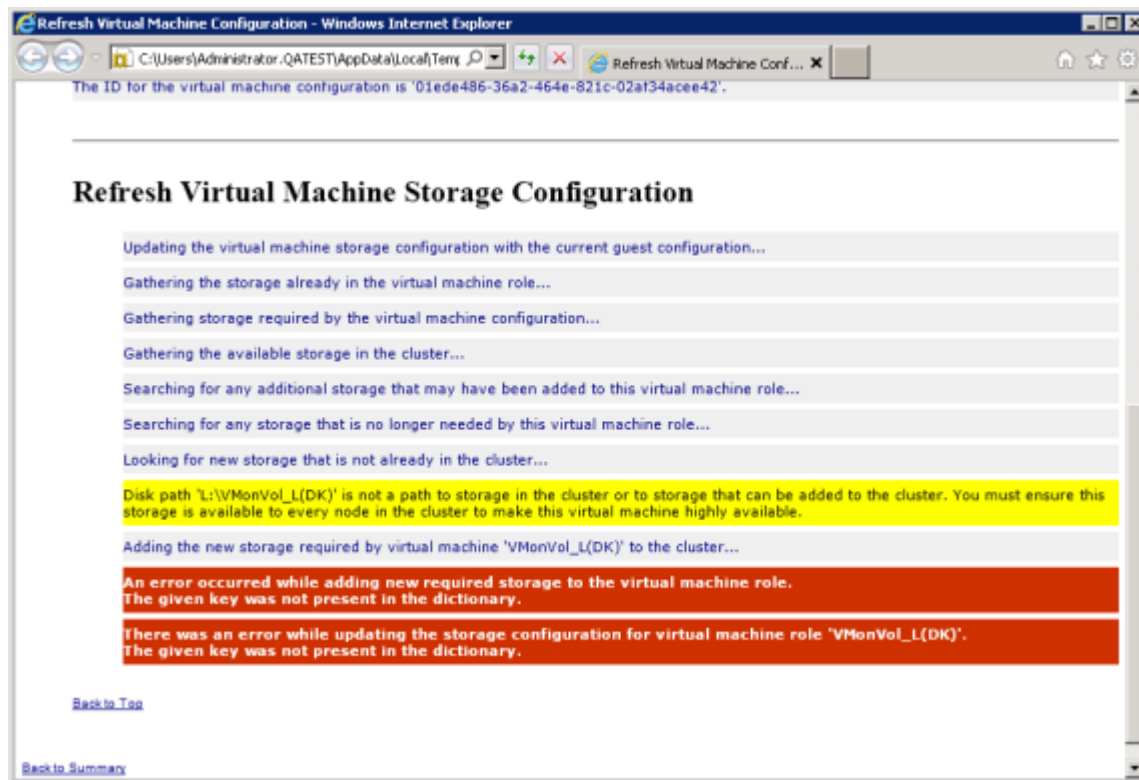 Refresh Virtual Machine Configuration - Windows Internet Explorer
C:\Users\Administrator.QATEST\AppData\Local\Temp
Refresh Virtual Machine Conf...
The ID for the virtual machine configuration is '01ede486-36a2-464e-821c-02af34acee42'.
Refresh Virtual Machine Storage Configuration
Updating the virtual machine storage configuration with the current guest configuration...
Gathering the storage already in the virtual machine role...
Gathering storage required by the virtual machine configuration...
Gathering the available storage in the cluster...
Searching for any additional storage that may have been added to this virtual machine role...
Searching for any storage that is no longer needed by this virtual machine role...
Looking for new storage that is not already in the cluster...
Disk path 'L:\VMonVol_L(DK)' is not a path to storage in the cluster or to storage that can be added to the cluster. You must ensure this
storage is available to every node in the cluster to make this virtual machine highly available.
Adding the new storage required by virtual machine 'VMonVol_L(DK)' to the cluster...
An error occurred while adding new required storage to the virtual machine role.
The given key was not present in the dictionary.
There was an error while updating the storage configuration for virtual machine role 'VMonVol_L(DK)'.
The given key was not present in the dictionary.
Back to Top
Back to Summary